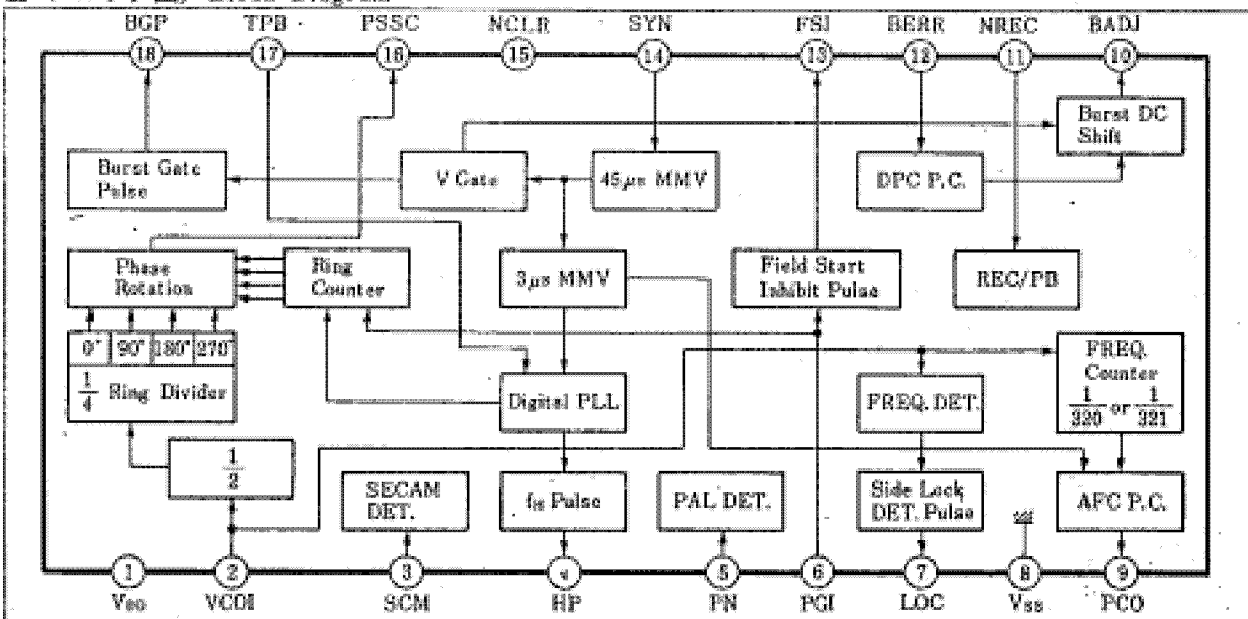 Block Diagram
BGP TPB PSSC NCLR SYN FSI BERR NREC BADJ
18 17 16 15 14 13 12 11 10
Burst DC
Shift
Burst Gate
Pulse
V Gate
45μs MMV
DPC P.C.
Phase
Rotation
Ring
Counter
3μs MMV
Field Start
Inhibit Pulse
REC/PB
0° 90° 180° 270°
1/4 Ring Divider
Digital PLL
FREQ. DET.
FREQ.
Counter
1/320 or 1/321
1/2
SECAM
DET.
fH Pulse
PAL DET.
Side Lock
DET. Pulse
AFC P.C.
1 2 3 4 5 6 7 8 9
VCOI SCM HP PN PGI LOC VSS PCO